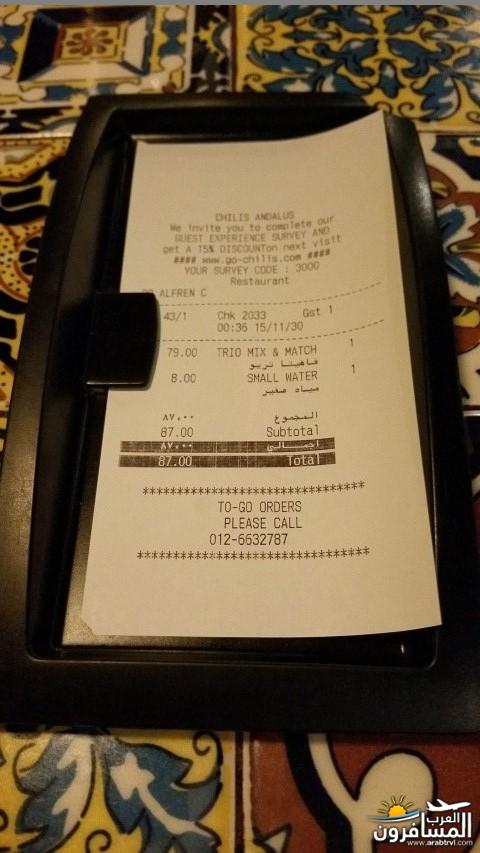 CHILIS ANDALUS
We invite you to complete our
GUEST EXPERIENCE SURVEY AND
get A 15% DISCOUNTon next visit
#### www.go-chilis.com ####
YOUR SURVEY CODE : 3000
Restaurant
ALFREN C
43/1 Chk 2033 Gst 1
00:36 15/11/30
79.00 TRIO MIX & MATCH 1
فاهيتا تريو
8.00 SMALL WATER 1
مياه صغير
٨٧.٠٠ المجموع
87.00 Subtotal
٨٧.٠٠ اجمالي
87.00 Total
********************************
TO-GO ORDERS
PLEASE CALL
012-6632787
********************************
العرب
المسافرون
www.arabtrvl.com